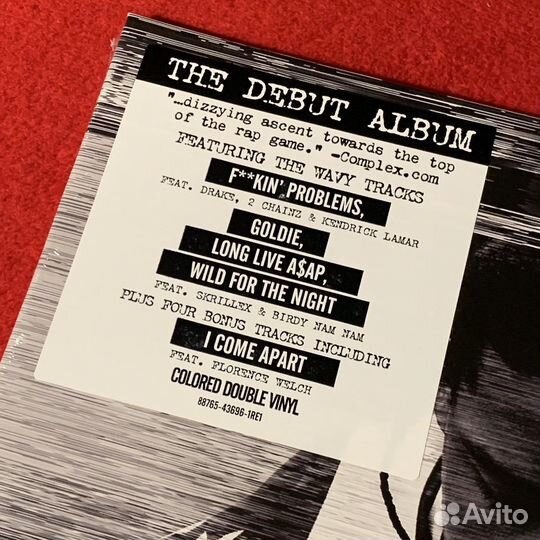 THE DEBUT ALBUM
"…dizzying ascent towards the top
of the rap game." -Complex.com
FEATURING THE WAVY TRACKS
F**KIN' PROBLEMS,
FEAT. DRAKE, 2 CHAINZ & KENDRICK LAMAR
GOLDIE,
LONG LIVE A$AP,
WILD FOR THE NIGHT
FEAT. SKRILLEX & BIRDY NAM NAM
PLUS FOUR BONUS TRACKS INCLUDING
I COME APART
FEAT. FLORENCE WELCH
COLORED DOUBLE VINYL
88765-43696-1RE1
Avito